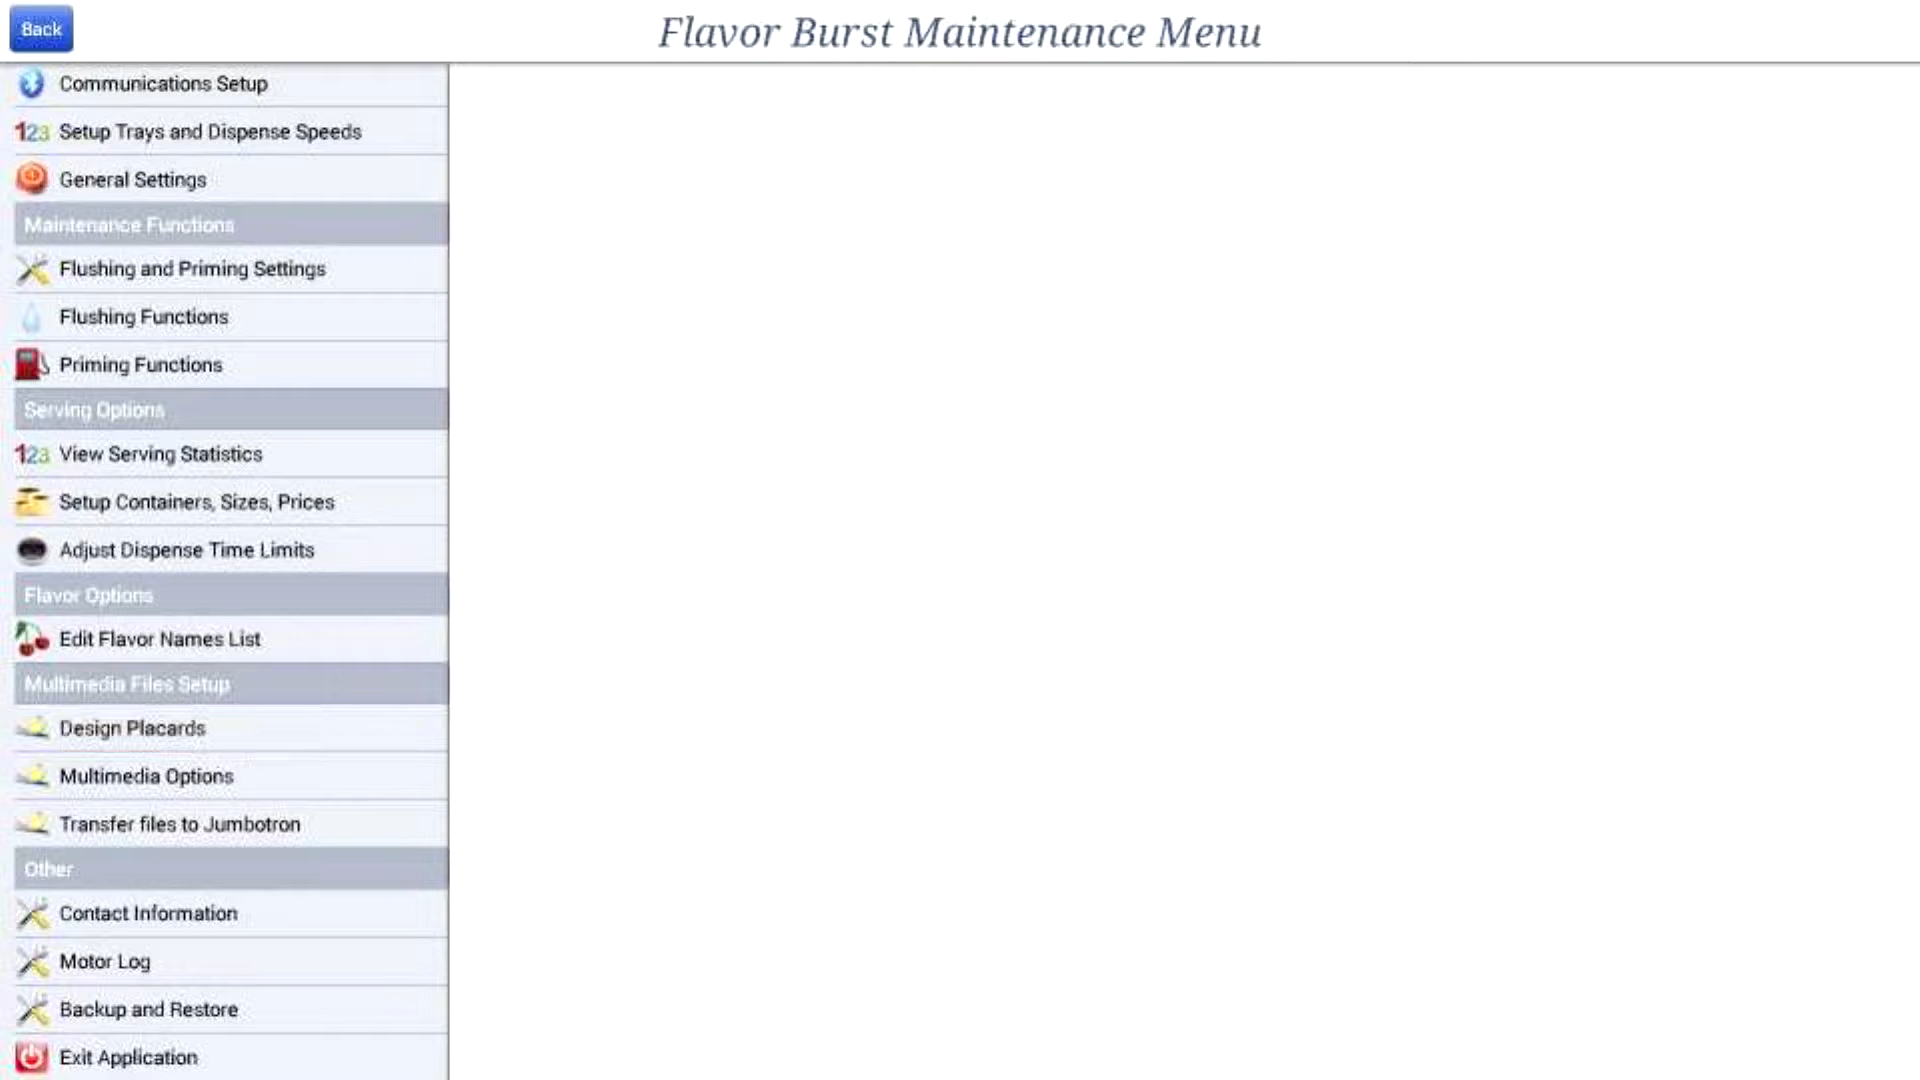 Back
Flavor Burst Maintenance Menu
Communications Setup
123 Setup Trays and Dispense Speeds
General Settings
Maintenance Functions
Flushing and Priming Settings
Flushing Functions
Priming Functions
Serving Options
123 View Serving Statistics
Setup Containers, Sizes, Prices
Adjust Dispense Time Limits
Flavor Options
Edit Flavor Names List
Multimedia Files Setup
Design Placards
Multimedia Options
Transfer files to Jumbotron
Other
Contact Information
Motor Log
Backup and Restore
Exit Application